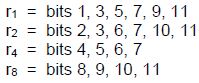 r₁ = bits 1, 3, 5, 7, 9, 11
r₂ = bits 2, 3, 6, 7, 10, 11
r₄ = bits 4, 5, 6, 7
r₈ = bits 8, 9, 10, 11